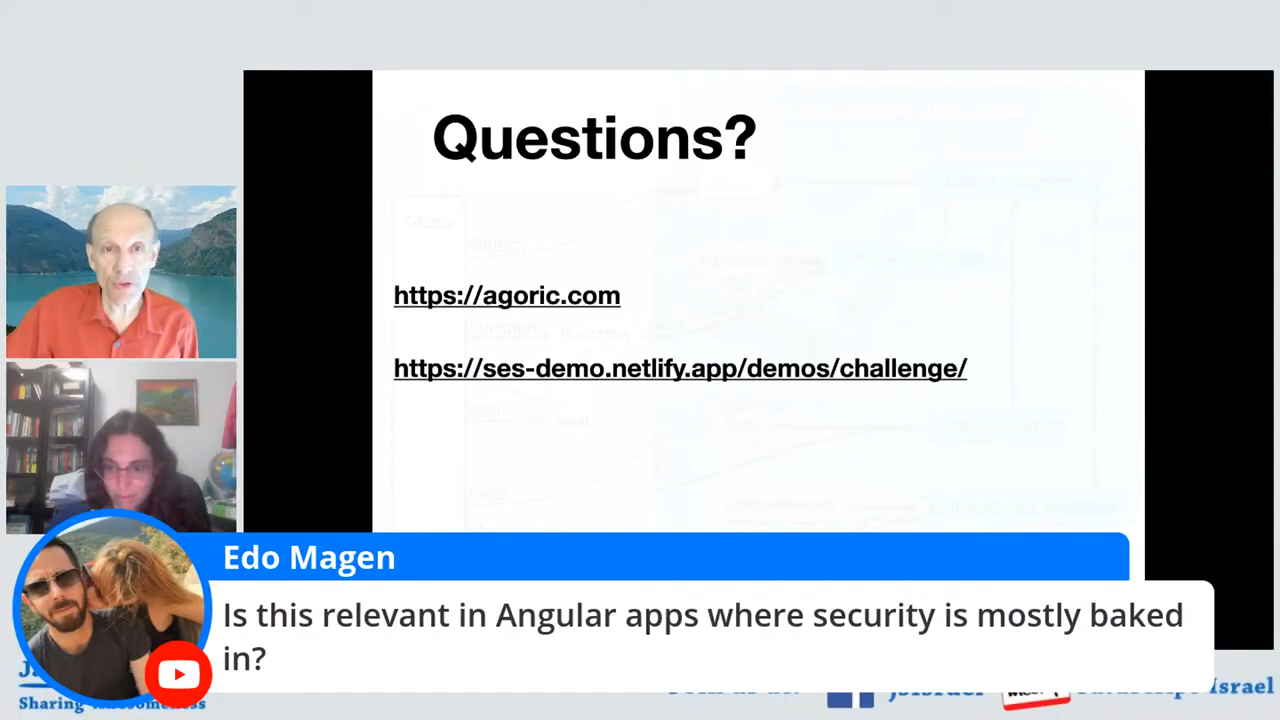 Questions?
https://agoric.com
https://ses-demo.netlify.app/demos/challenge/
Edo Magen
Is this relevant in Angular apps where security is mostly baked
in?
Sharing
Israel